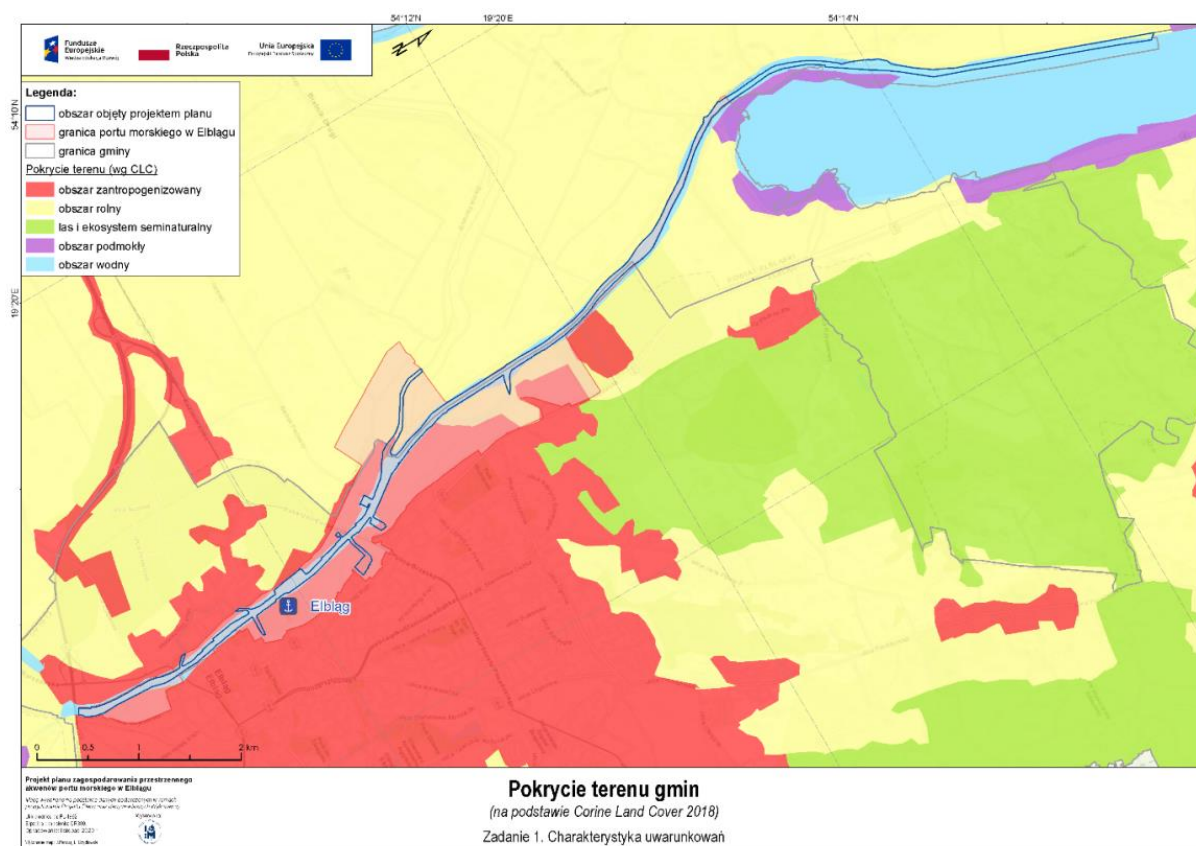 54°12'N
19°20'E
54°14'N
54°10'N
19°20'E
Fundusze
Europejskie
Rzeczpospolita
Polska
Unia Europejska
Legenda:
obszar objęty projektem planu
granica portu morskiego w Elblągu
granica gminy
Pokrycie terenu (wg CLC)
obszar zantropogenizowany
obszar rolny
las i ekosystem seminaturalny
obszar podmokły
obszar wodny
N
Elbląg
0 0.5 1 2 km
Projekt planu zagospodarowania przestrzennego
akwenów portu morskiego w Elblągu
Pokrycie terenu gmin
(na podstawie Corine Land Cover 2018)
Zadanie 1. Charakterystyka uwarunkowań